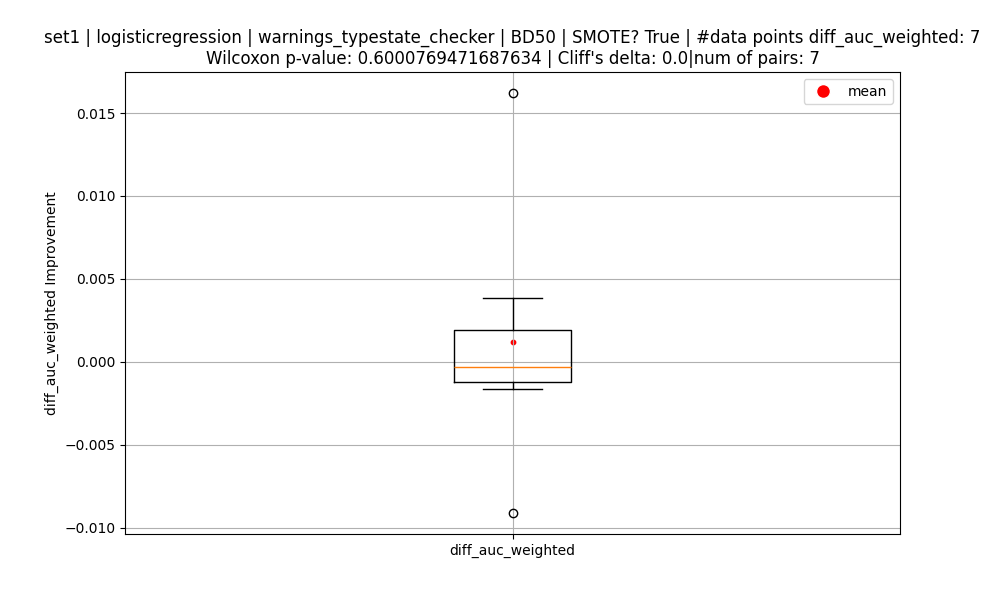 set1 | logisticregression | warnings_typestate_checker | BD50 | SMOTE? True | #data points diff_auc_weighted: 7
Wilcoxon p-value: 0.6000769471687634 | Cliff's delta: 0.0|num of pairs: 7
mean
0.015
0.010
0.005
0.000
−0.005
−0.010
diff_auc_weighted Improvement
diff_auc_weighted